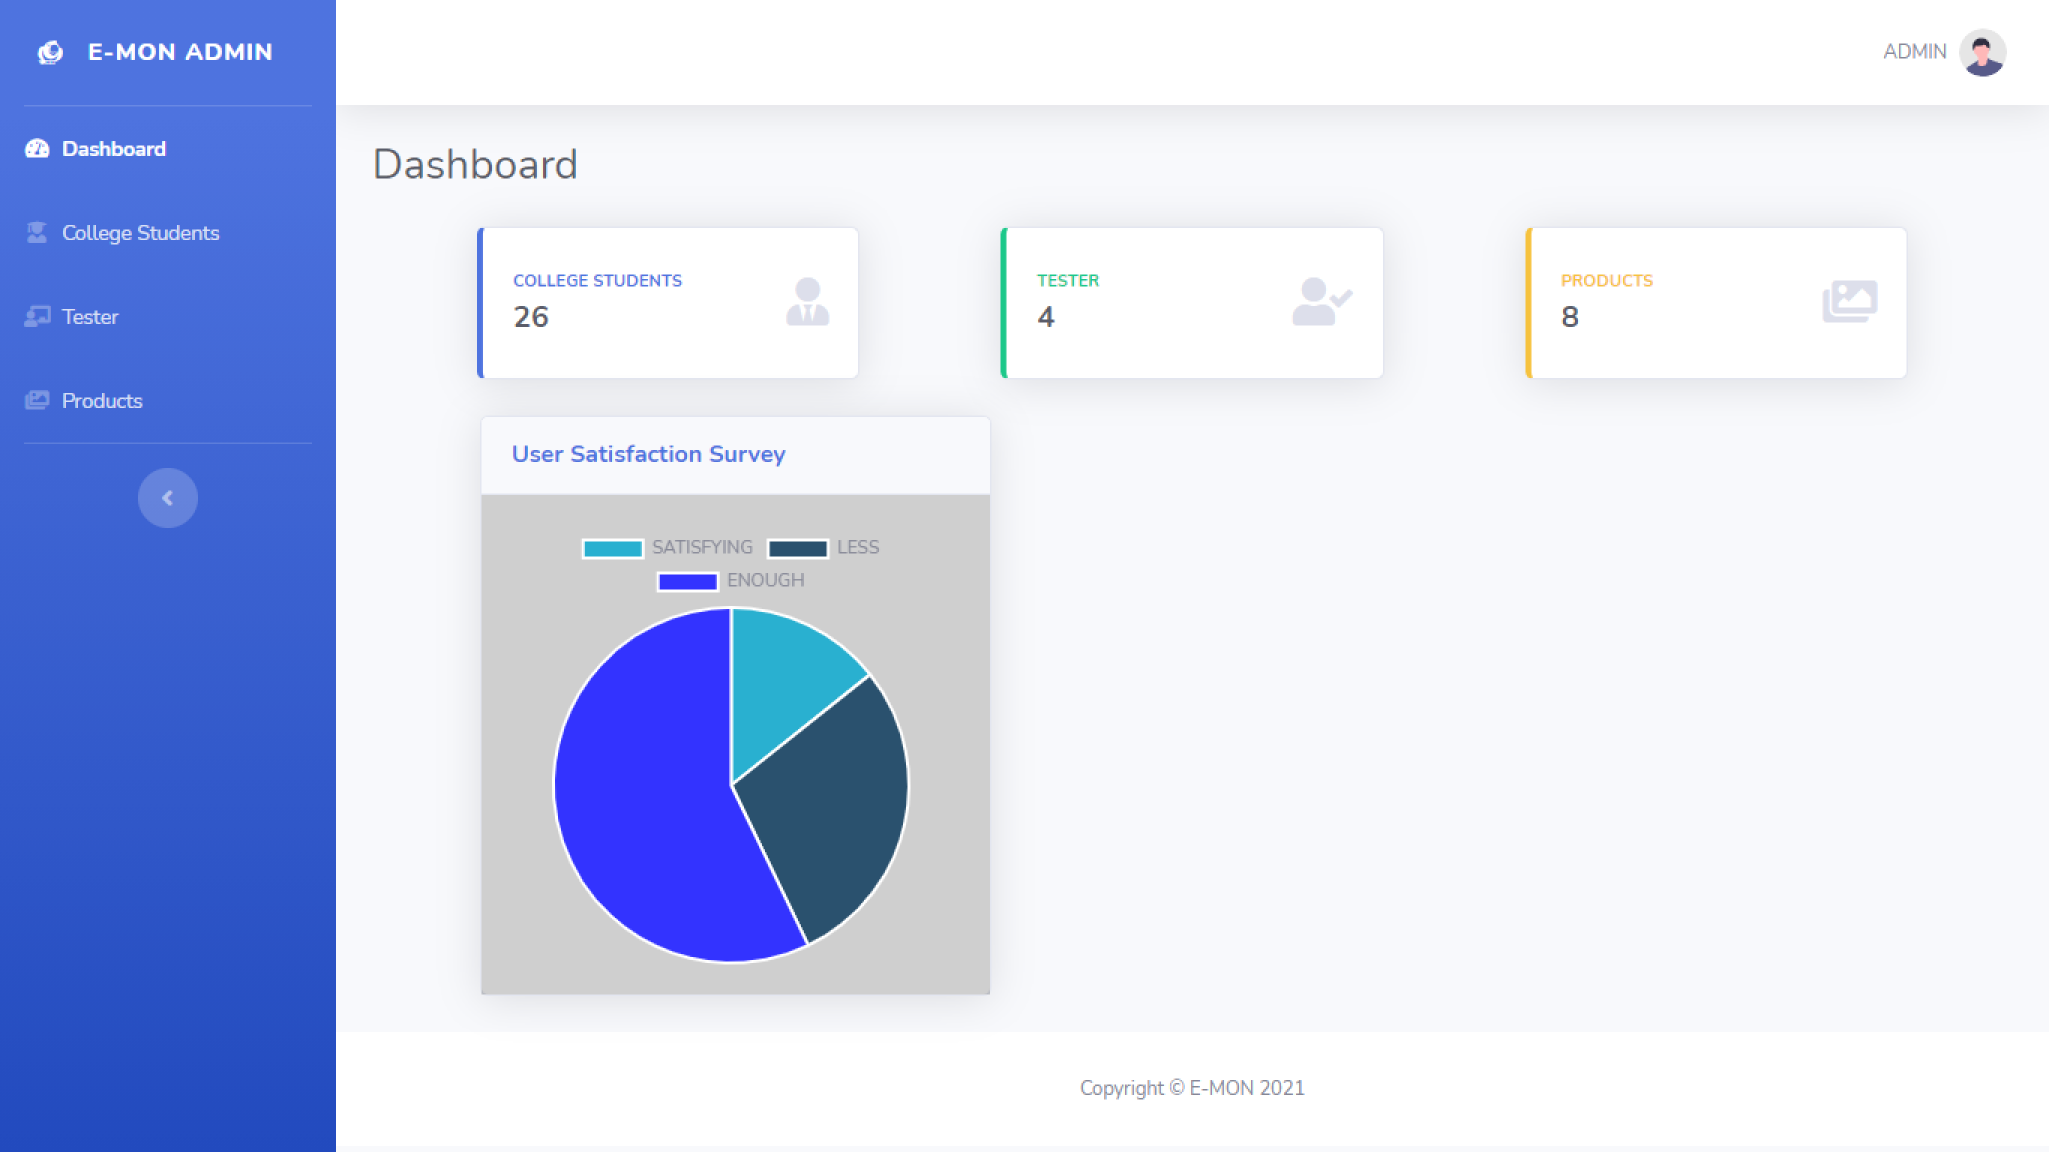 E-MON ADMIN
ADMIN
Dashboard
College Students
Tester
Products
Dashboard
COLLEGE STUDENTS
26
TESTER
4
PRODUCTS
8
User Satisfaction Survey
SATISFYING LESS
ENOUGH
Copyright © E-MON 2021